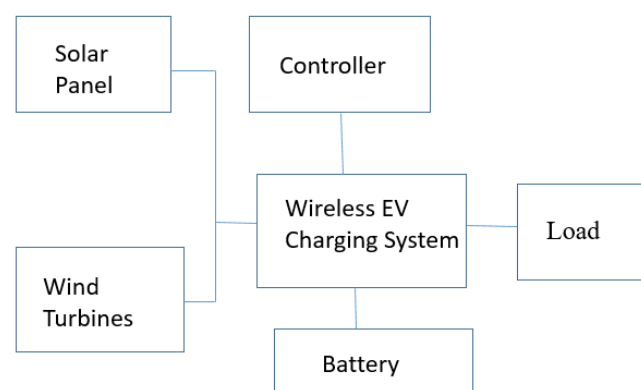 Solar
Panel
Controller
Wireless EV
Charging System
Load
Wind
Turbines
Battery